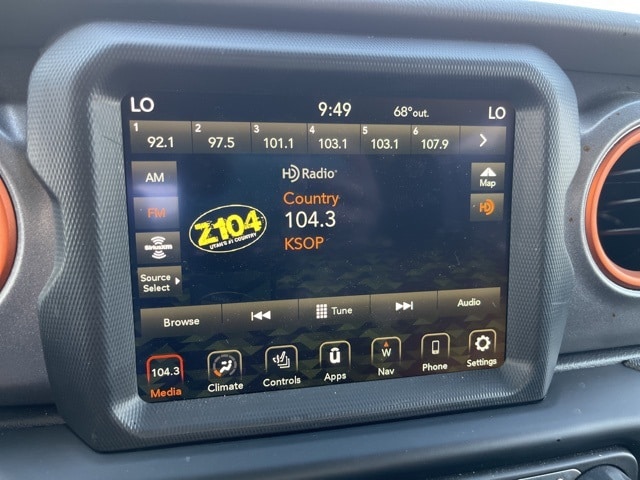 LO 9:49 68°out. LO
1 92.1 2 97.5 3 101.1 4 103.1 5 103.1 6 107.9
AM
HD Radio
Map
FM
Country
HD
Z104
UTAH'S #1 COUNTRY
104.3
SiriusXM
KSOP
Source
Select
Browse Tune Audio
104.3 W
Media Climate Controls Apps Nav Phone Settings